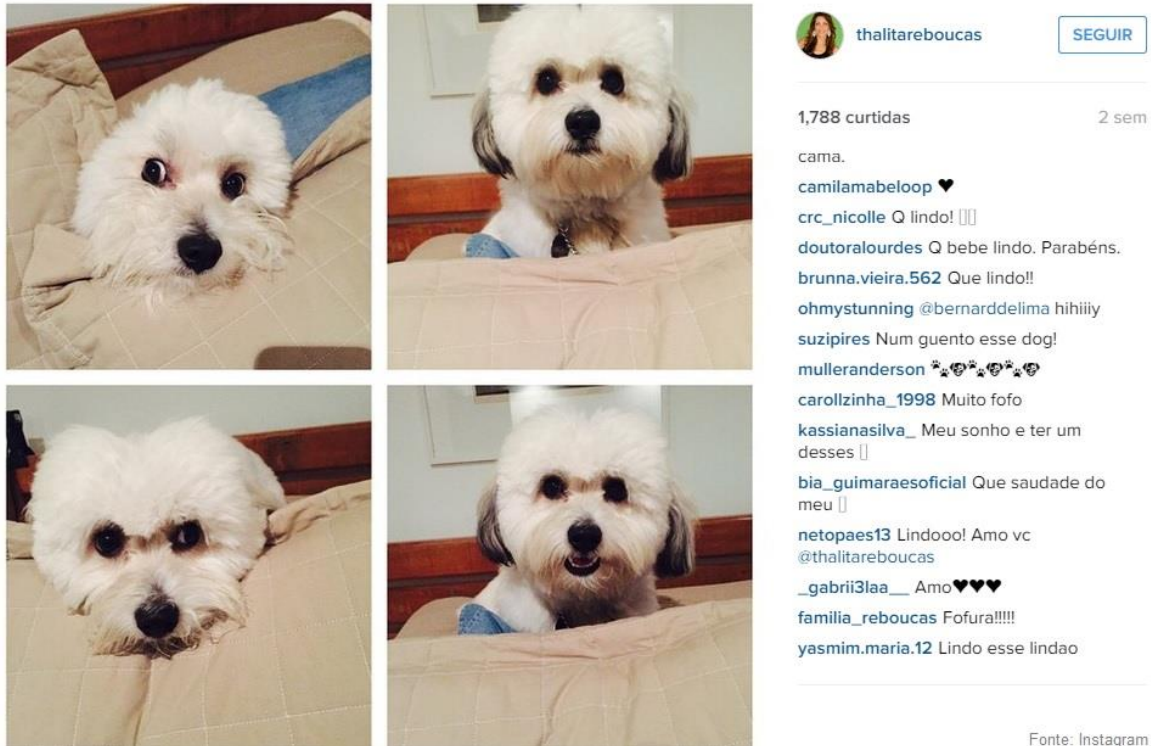 thalitareboucas
SEGUIR
1,788 curtidas
2 sem
cama.
camilamabeloop ♥
crc_nicolle Q lindo!
doutoralourdes Q bebe lindo. Parabéns.
brunna.vieira.562 Que lindo!!
ohmystunning @bernarddelima hihiiiy
suzipires Num guento esse dog!
mulleranderson 🐾🐶🐾🐶🐾🐶
carollzinha_1998 Muito fofo
kassianasilva_ Meu sonho e ter um
desses
bia_guimaraesoficial Que saudade do
meu
netopaes13 Lindooo! Amo vc
@thalitareboucas
_gabrii3laa__ Amo♥♥♥
familia_reboucas Fofura!!!!!
yasmim.maria.12 Lindo esse lindao
Fonte: Instagram